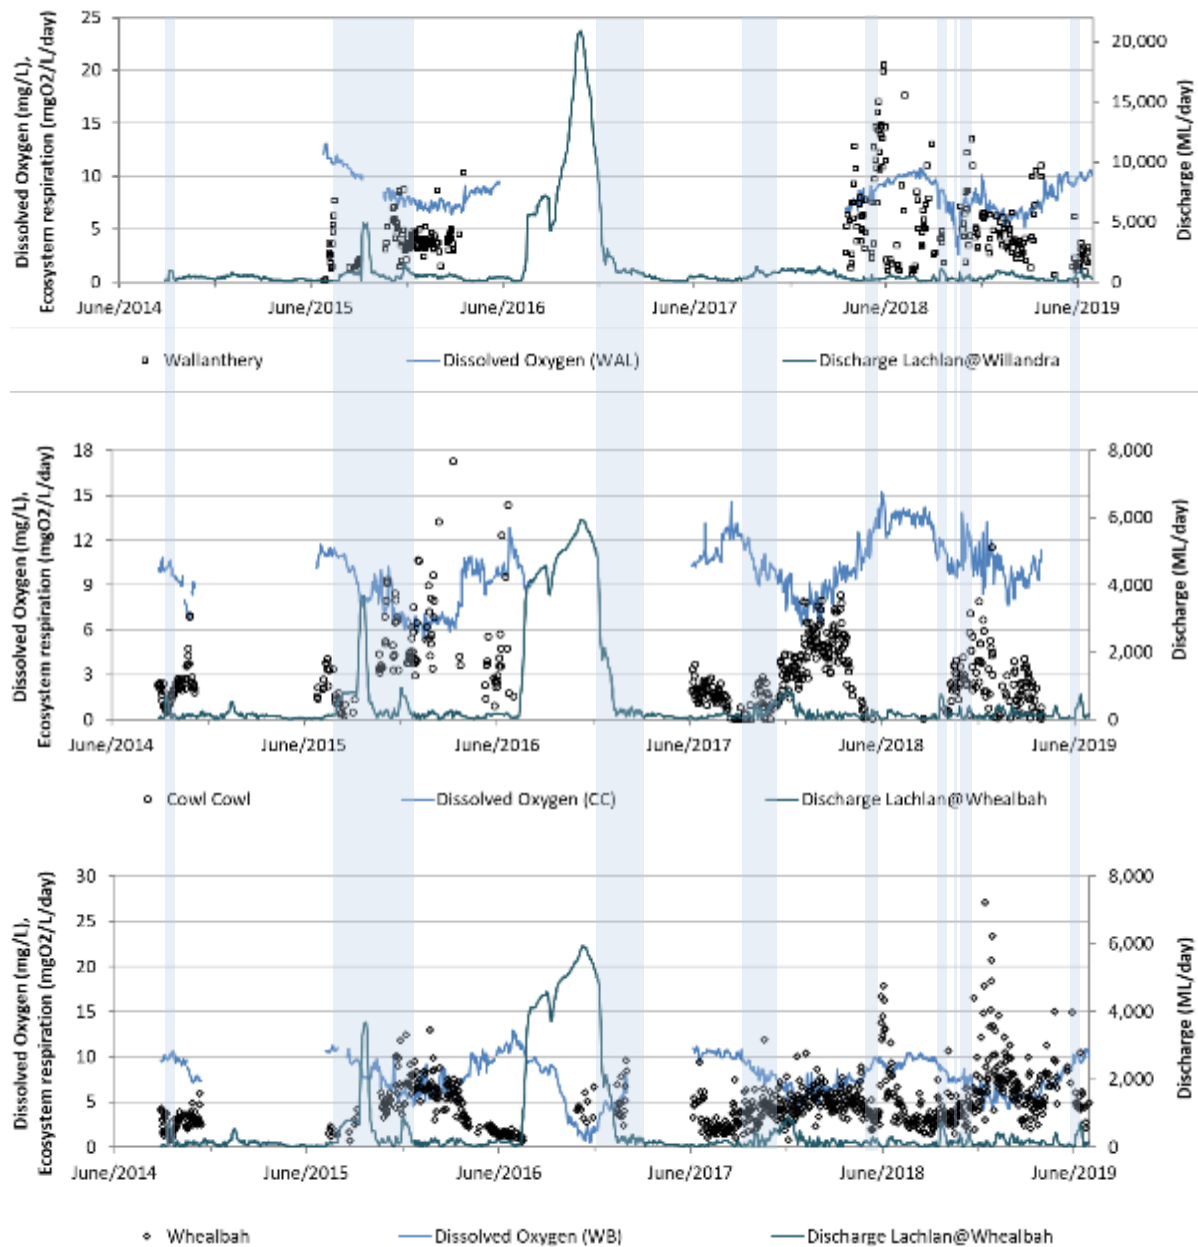 Dissolved Oxygen (mg/L),
Ecosystem respiration (mgO2/L/day)
25
20
15
10
5
0
20,000
15,000
10,000
5,000
0
Discharge (ML/day)
June/2014 June/2015 June/2016 June/2017 June/2018 June/2019
Wallanthery Dissolved Oxygen (WAL) Discharge Lachlan@Willandra
Dissolved Oxygen (mg/L),
Ecosystem respiration (mgO2/L/day)
18
15
12
9
6
3
0
8,000
6,000
4,000
2,000
0
Discharge (ML/day)
June/2014 June/2015 June/2016 June/2017 June/2018 June/2019
Cowl Cowl Dissolved Oxygen (CC) Discharge Lachlan@Whealbah
Dissolved Oxygen (mg/L),
Ecosystem respiration (mgO2/L/day)
30
25
20
15
10
5
0
8,000
6,000
4,000
2,000
0
Discharge (ML/day)
June/2014 June/2015 June/2016 June/2017 June/2018 June/2019
Whealbah Dissolved Oxygen (WB) Discharge Lachlan@Whealbah